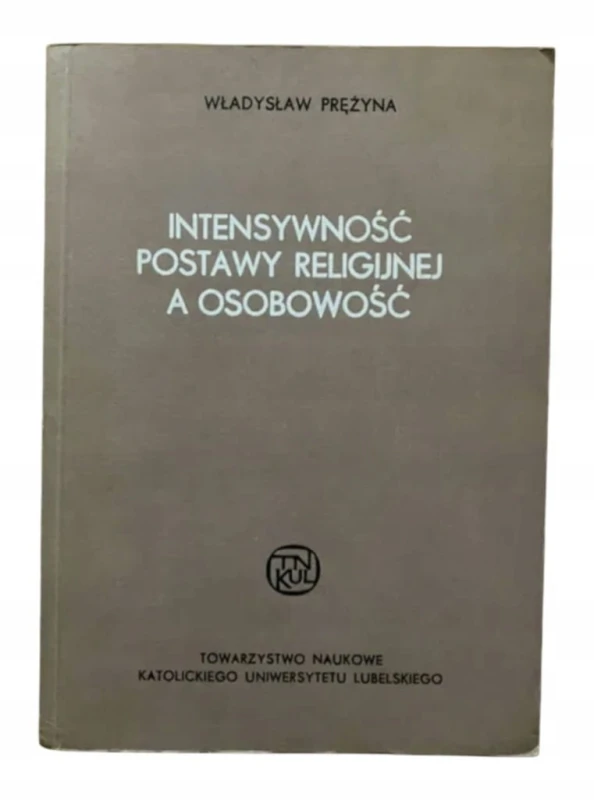 WŁADYSŁAW PRĘŻYNA
INTENSYWNOŚĆ
POSTAWY RELIGIJNEJ
A OSOBOWOŚĆ
TN
KUL
TOWARZYSTWO NAUKOWE
KATOLICKIEGO UNIWERSYTETU LUBELSKIEGO